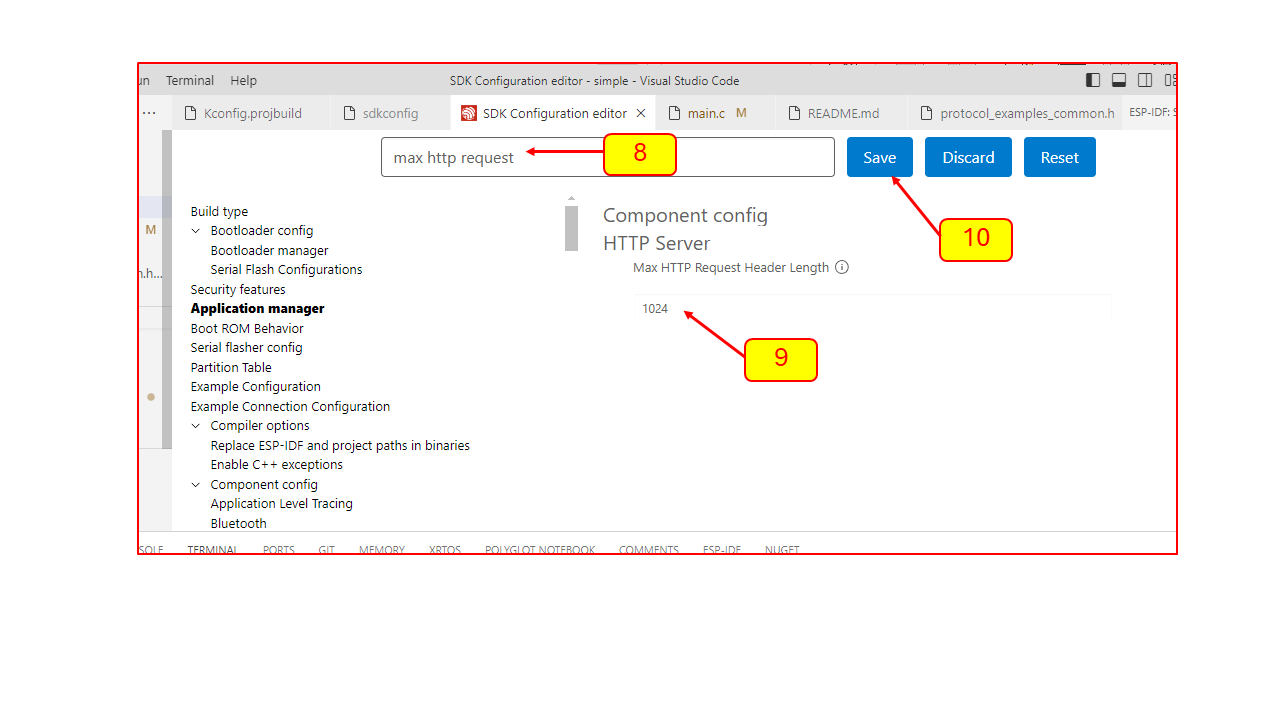 un Terminal Help SDK Configuration editor - simple - Visual Studio Code
... Kconfig.projbuild sdkconfig SDK Configuration editor main.c M README.md protocol_examples_common.h ESP-IDF: S
max http request 8 Save Discard Reset
10
Component config
HTTP Server
Max HTTP Request Header Length
1024
9
Build type
M Bootloader config
Bootloader manager
Serial Flash Configurations
n.h... Security features
Application manager
Boot ROM Behavior
Serial flasher config
Partition Table
Example Configuration
Example Connection Configuration
Compiler options
Replace ESP-IDF and project paths in binaries
Enable C++ exceptions
Component config
Application Level Tracing
Bluetooth
SOLE TERMINAL PORTS GIT MEMORY XRTOS POLYGLOT NOTEBOOK COMMENTS ESP-IDF NUGET